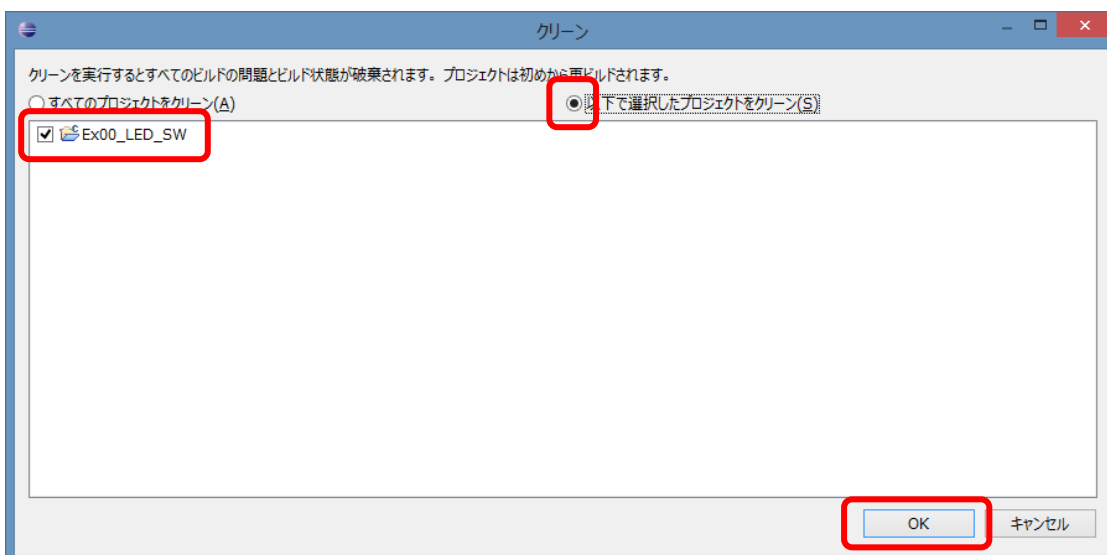 クリーン
クリーンを実行するとすべてのビルドの問題とビルド状態が破棄されます。プロジェクトは初めから再ビルドされます。
すべてのプロジェクトをクリーン(A) 以下で選択したプロジェクトをクリーン(S)
Ex00_LED_SW
OK キャンセル